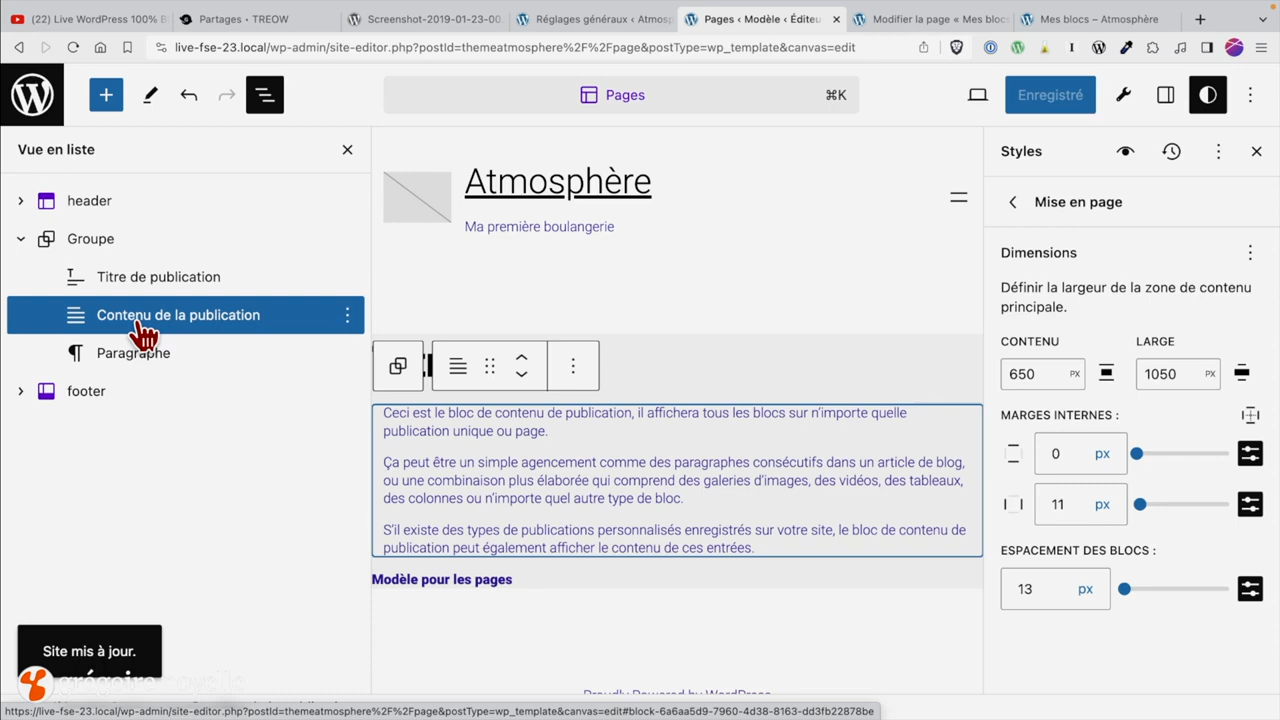 (22) Live WordPress 100% B
Partages · TREOW
Screenshot-2019-01-23-00.
Réglages généraux ‹ Atmosp
Pages ‹ Modèle ‹ Éditeu
Modifier la page « Mes blocs
Mes blocs – Atmosphère
live-fse-23.local/wp-admin/site-editor.php?postId=themeatmosphere%2F%2Fpage&postType=wp_template&canvas=edit
Pages
⌘K
Enregistré
Vue en liste
header
Groupe
Titre de publication
Contenu de la publication
Paragraphe
footer
Atmosphère
Ma première boulangerie
Ceci est le bloc de contenu de publication, il affichera tous les blocs sur n’importe quelle
publication unique ou page.
Ça peut être un simple agencement comme des paragraphes consécutifs dans un article de blog,
ou une combinaison plus élaborée qui comprend des galeries d’images, des vidéos, des tableaux,
des colonnes ou n’importe quel autre type de bloc.
S’il existe des types de publications personnalisés enregistrés sur votre site, le bloc de contenu de
publication peut également afficher le contenu de ces entrées.
Modèle pour les pages
Proudly Powered by WordPress
Styles
Mise en page
Dimensions
Définir la largeur de la zone de contenu
principale.
CONTENU
LARGE
650 PX
1050 PX
MARGES INTERNES :
0 px
11 px
ESPACEMENT DES BLOCS :
13 px
Site mis à jour.
https://live-fse-23.local/wp-admin/site-editor.php?postId=themeatmosphere%2F%2Fpage&postType=wp_template&canvas=edit#block-6a6aa5d9-7960-4d38-8163-dd3fb22878be